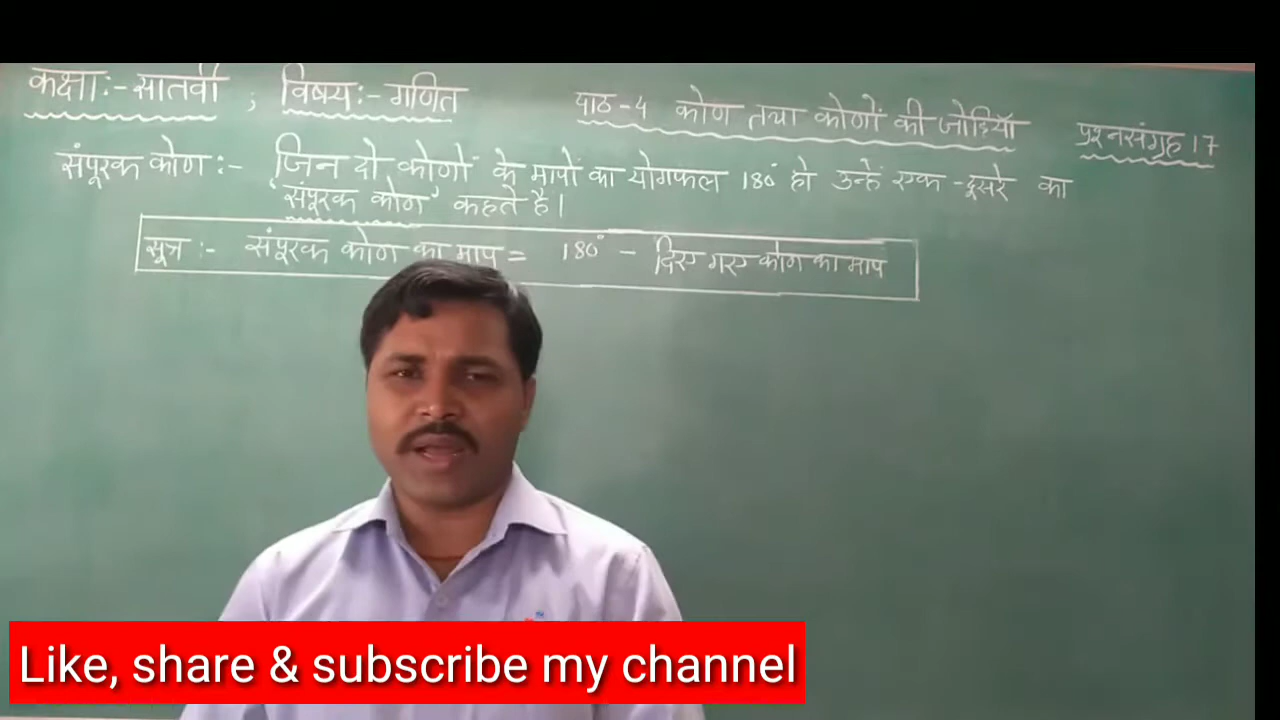 कक्षा:- सातवीं , विषय:- गणित पाठ-4 कोण तथा कोणों की जोड़ियाँ प्रश्नसंग्रह 17
संपूरक कोण:- जिन दो कोणों के मापों का योगफल 180° हो उन्हें एक-दूसरे का
'संपूरक कोण' कहते है।
सूत्र :- संपूरक कोण का माप = 180° - दिए गए कोण का माप
Like, share & subscribe my channel